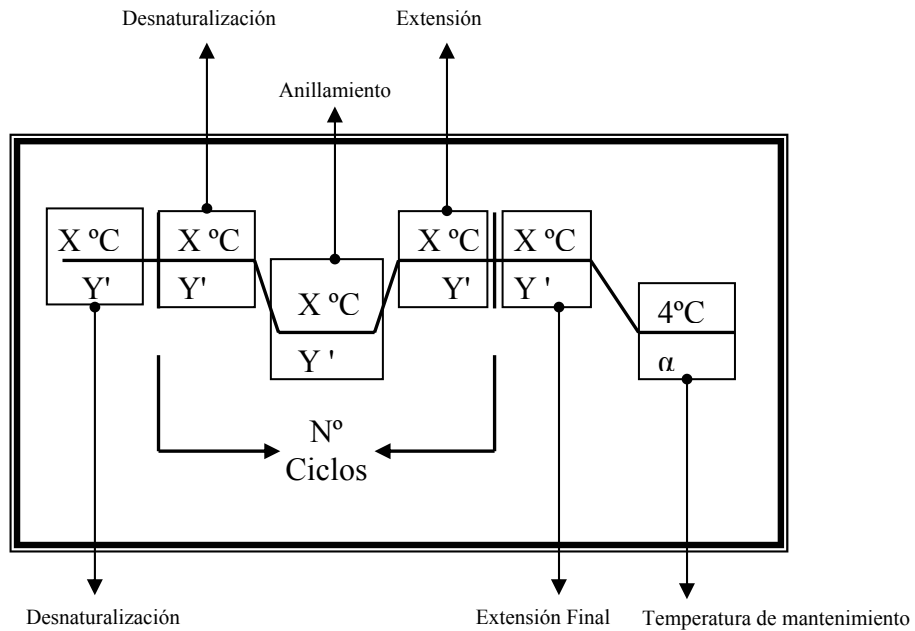 Desnaturalización
Extensión
Anillamiento
X ºC
X ºC
X ºC
X ºC
Y'
Y'
Y'
Y '
X ºC
Y '
4ºC
α
Nº
Ciclos
Desnaturalización
Extensión Final
Temperatura de mantenimiento